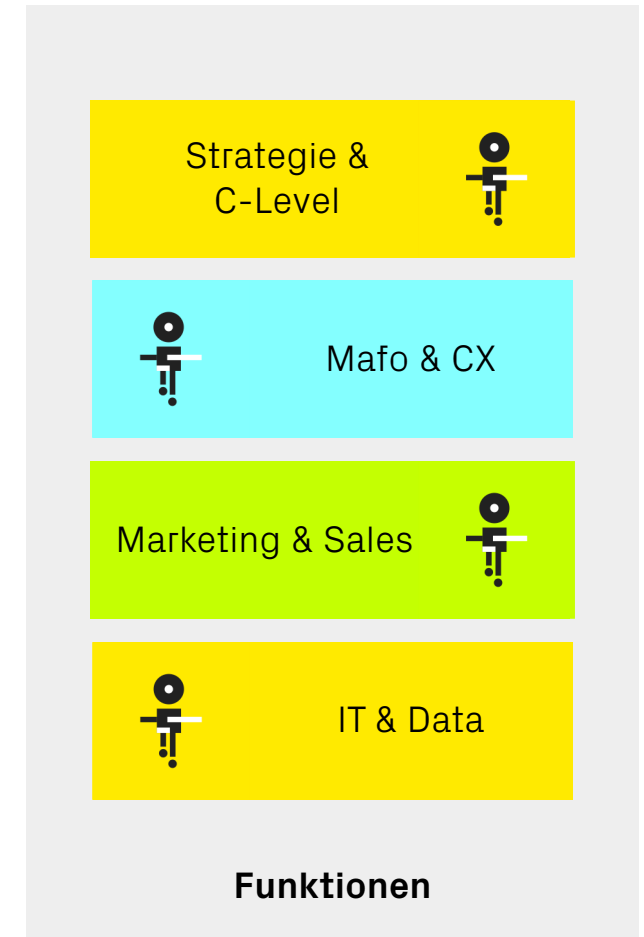 Strategie &
C-Level
Mafo & CX
Marketing & Sales
IT & Data
Funktionen